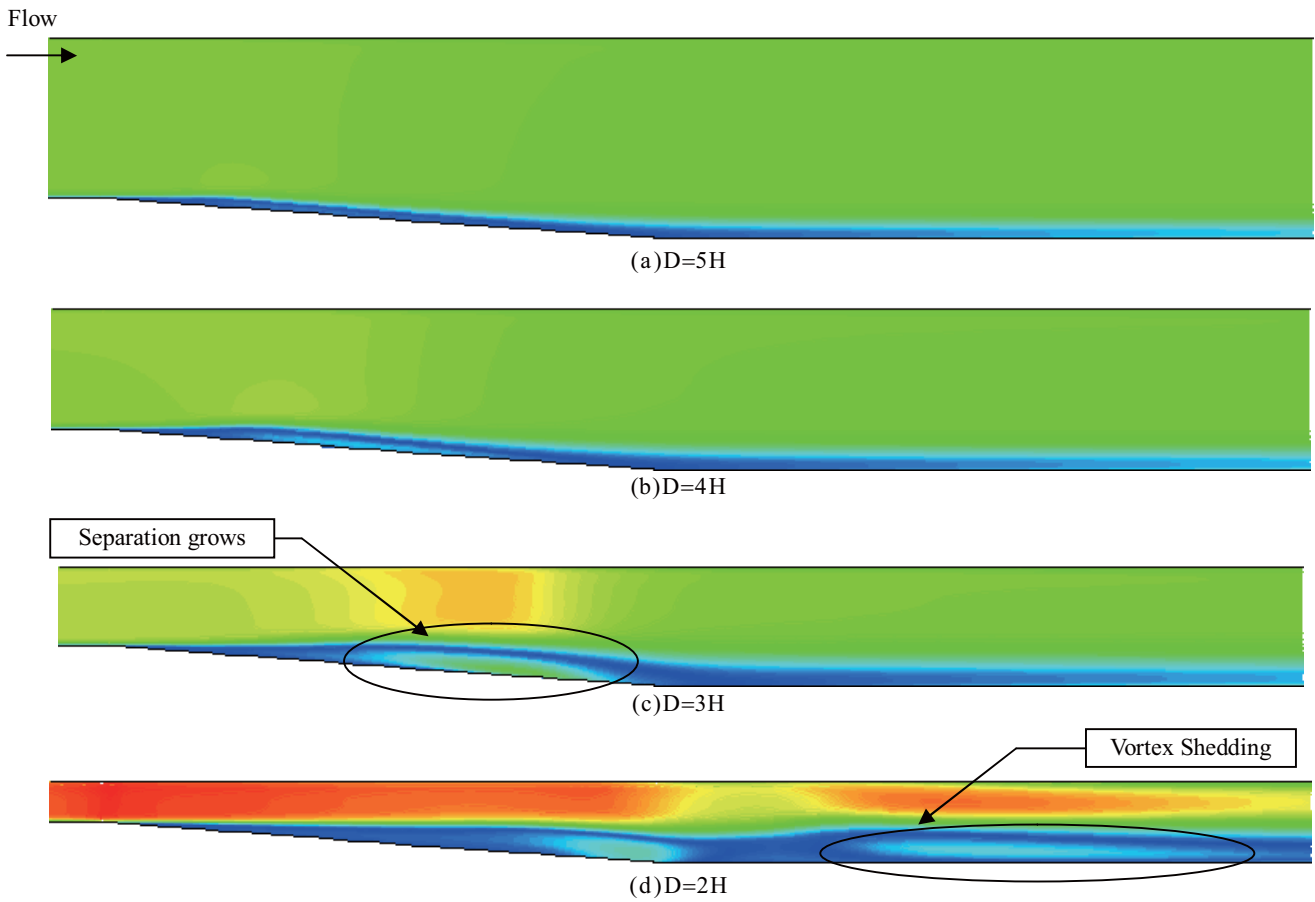 Flow
(a)D=5H
(b)D=4H
Separation grows
(c)D=3H
Vortex Shedding
(d)D=2H